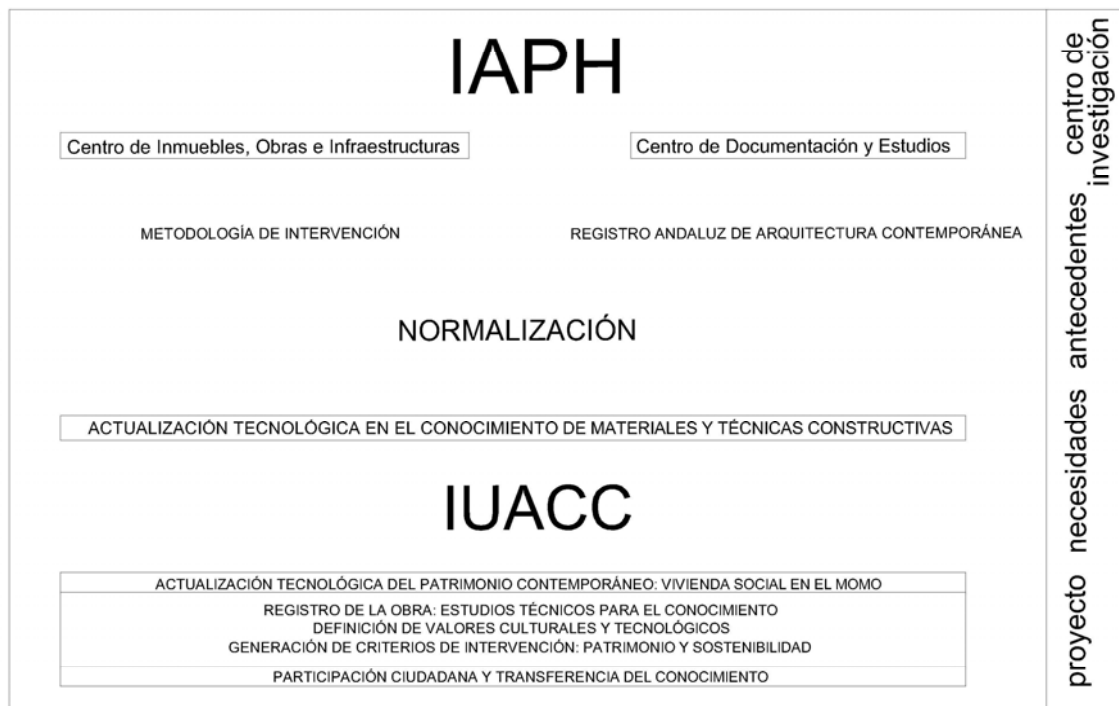 IAPH
Centro de Inmuebles, Obras e Infraestructuras
Centro de Documentación y Estudios
METODOLOGÍA DE INTERVENCIÓN
REGISTRO ANDALUZ DE ARQUITECTURA CONTEMPORÁNEA
NORMALIZACIÓN
ACTUALIZACIÓN TECNOLÓGICA EN EL CONOCIMIENTO DE MATERIALES Y TÉCNICAS CONSTRUCTIVAS
IUACC
ACTUALIZACIÓN TECNOLÓGICA DEL PATRIMONIO CONTEMPORÁNEO: VIVIENDA SOCIAL EN EL MOMO
REGISTRO DE LA OBRA: ESTUDIOS TÉCNICOS PARA EL CONOCIMIENTO
DEFINICIÓN DE VALORES CULTURALES Y TECNOLÓGICOS
GENERACIÓN DE CRITERIOS DE INTERVENCIÓN: PATRIMONIO Y SOSTENIBILIDAD
PARTICIPACIÓN CIUDADANA Y TRANSFERENCIA DEL CONOCIMIENTO
centro de
investigación
antecedentes
necesidades
proyecto